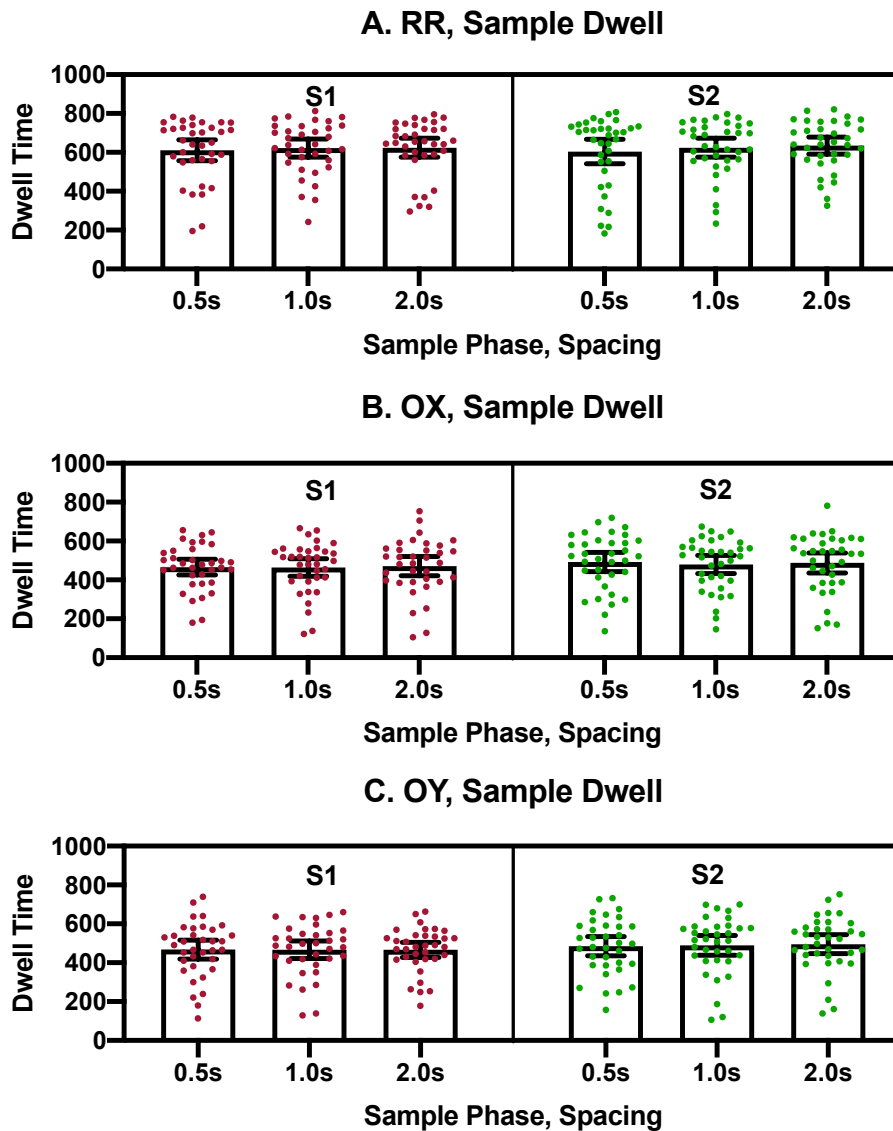 A. RR, Sample Dwell
1000
800
600
400
200
0
Dwell Time
S1
S2
0.5s 1.0s 2.0s 0.5s 1.0s 2.0s
Sample Phase, Spacing
B. OX, Sample Dwell
1000
800
600
400
200
0
Dwell Time
S1
S2
0.5s 1.0s 2.0s 0.5s 1.0s 2.0s
Sample Phase, Spacing
C. OY, Sample Dwell
1000
800
600
400
200
0
Dwell Time
S1
S2
0.5s 1.0s 2.0s 0.5s 1.0s 2.0s
Sample Phase, Spacing